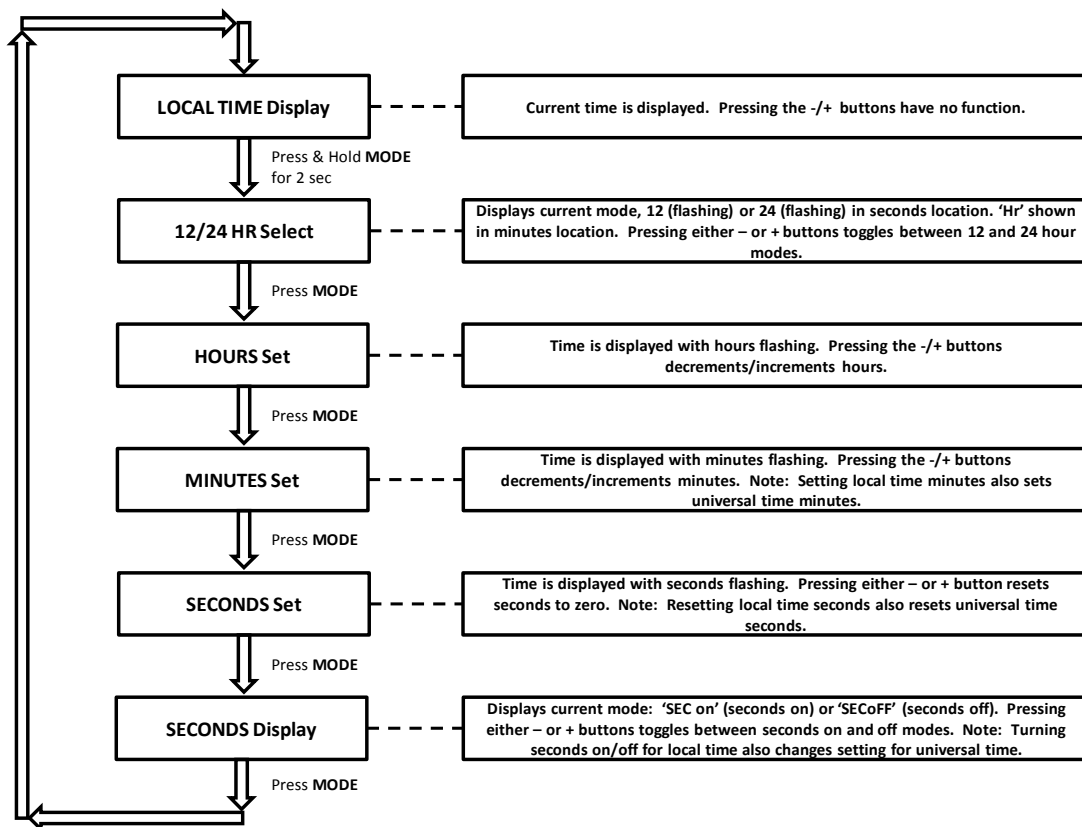 LOCAL TIME Display
Current time is displayed.  Pressing the -/+  buttons have no function.
Press & Hold MODE
for 2 sec
12/24 HR Select
Displays current mode, 12 (flashing) or 24 (flashing) in seconds location. ‘Hr’ shown
in minutes location.  Pressing either – or + buttons toggles between 12 and 24 hour
modes.
Press MODE
HOURS Set
Time is displayed with hours flashing.  Pressing the -/+ buttons
decrements/increments  hours.
Press MODE
MINUTES Set
Time is displayed with minutes flashing.  Pressing the -/+ buttons
decrements/increments  minutes.  Note:  Setting local time minutes also sets
universal time minutes.
Press MODE
SECONDS Set
Time is displayed with seconds flashing.  Pressing either – or + button resets
seconds to zero.  Note:  Resetting local time seconds also resets universal time
seconds.
Press MODE
SECONDS Display
Displays current mode:  ‘SEC on’ (seconds on) or ‘SECoFF’ (seconds off).  Pressing
either – or + buttons toggles between seconds on and off modes.  Note:  Turning
seconds on/off for local time also changes setting for universal time.
Press MODE